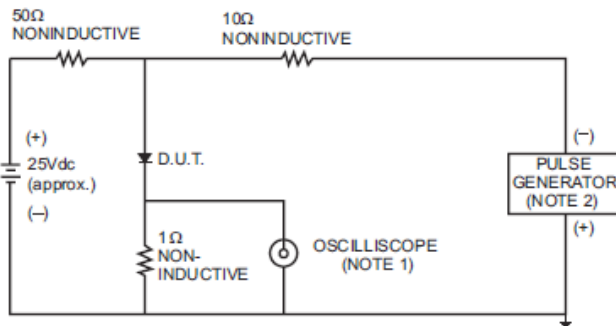 50Ω
NONINDUCTIVE
10Ω
NONINDUCTIVE
(+)
25Vdc
(approx.)
(−)
D.U.T.
1Ω
NON-
INDUCTIVE
OSCILLISCOPE
(NOTE 1)
(−)
PULSE
GENERATOR
(NOTE 2)
(+)